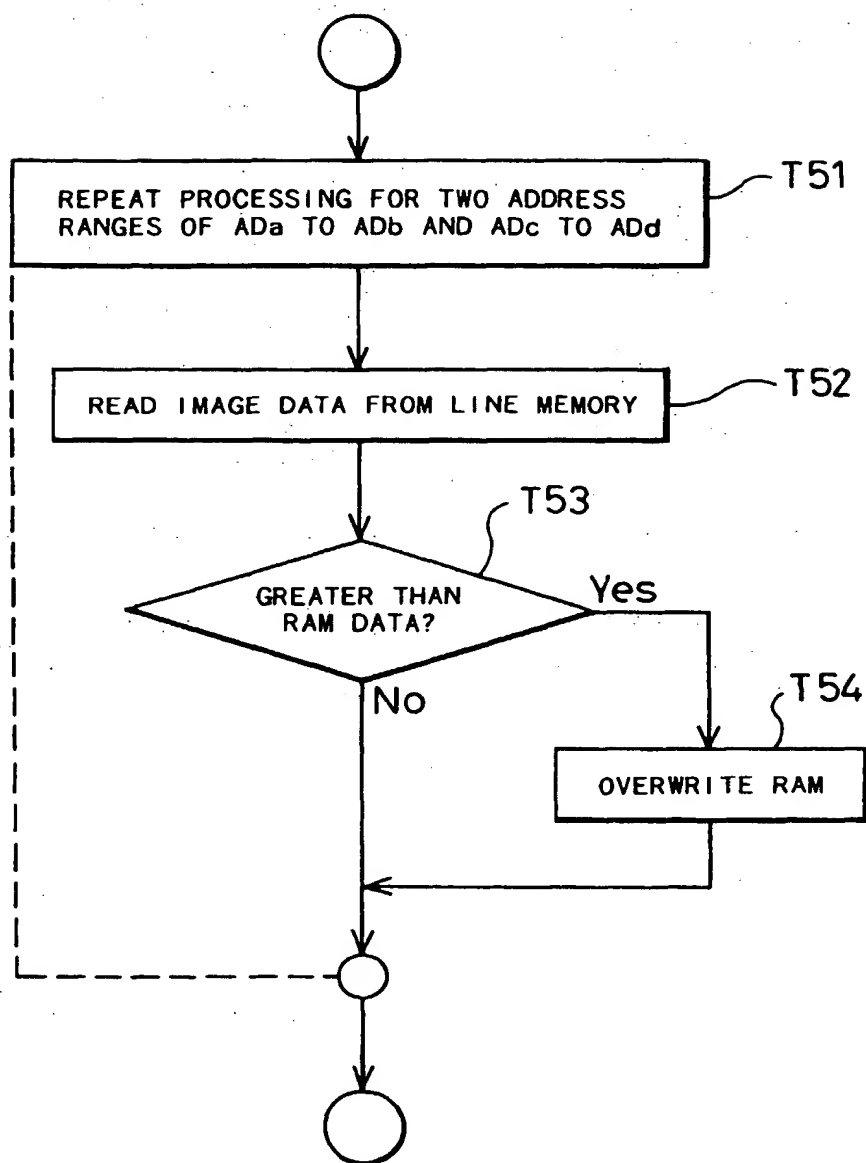 REPEAT PROCESSING FOR TWO ADDRESS
RANGES OF ADa TO ADb AND ADc TO ADd
T51
READ IMAGE DATA FROM LINE MEMORY
T52
T53
GREATER THAN
RAM DATA?
Yes
No
T54
OVERWRITE RAM